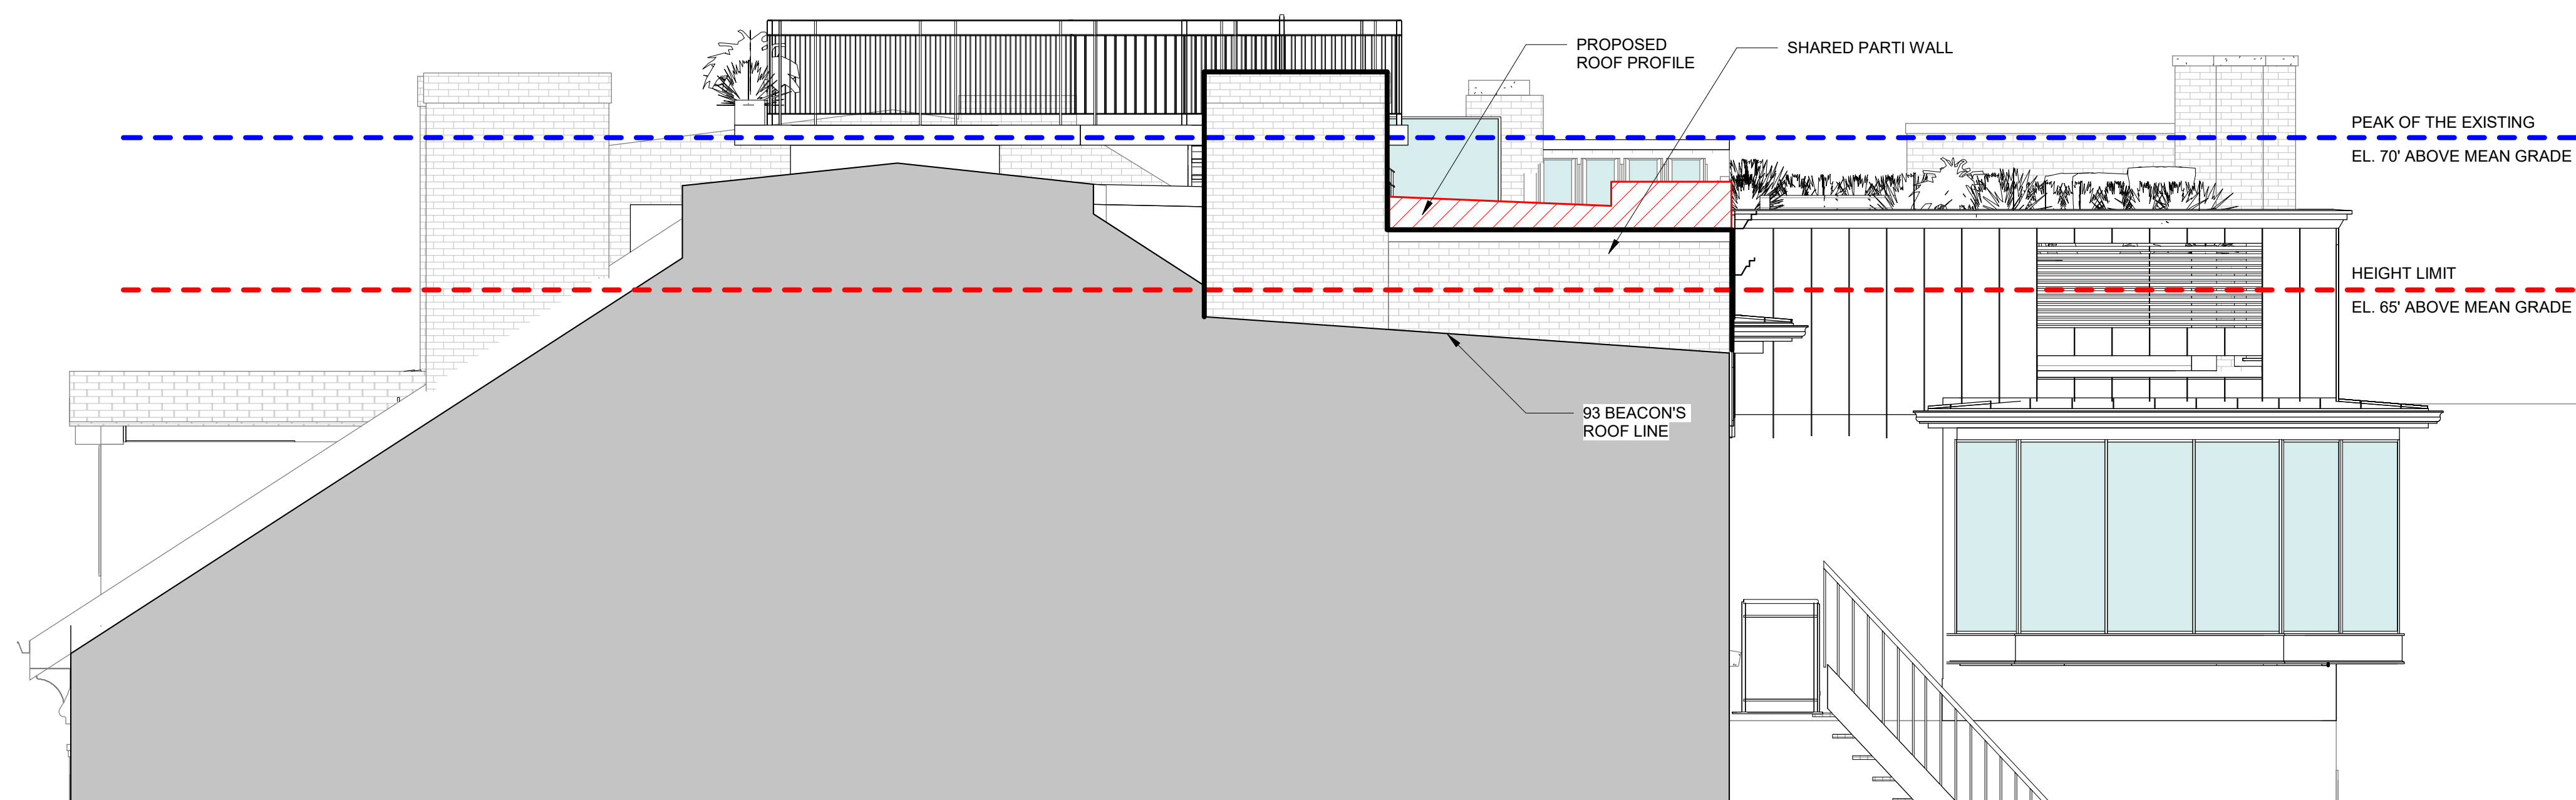 PROPOSED
ROOF PROFILE
SHARED PARTI WALL
PEAK OF THE EXISTING
EL. 70' ABOVE MEAN GRADE
HEIGHT LIMIT
EL. 65' ABOVE MEAN GRADE
93 BEACON'S
ROOF LINE